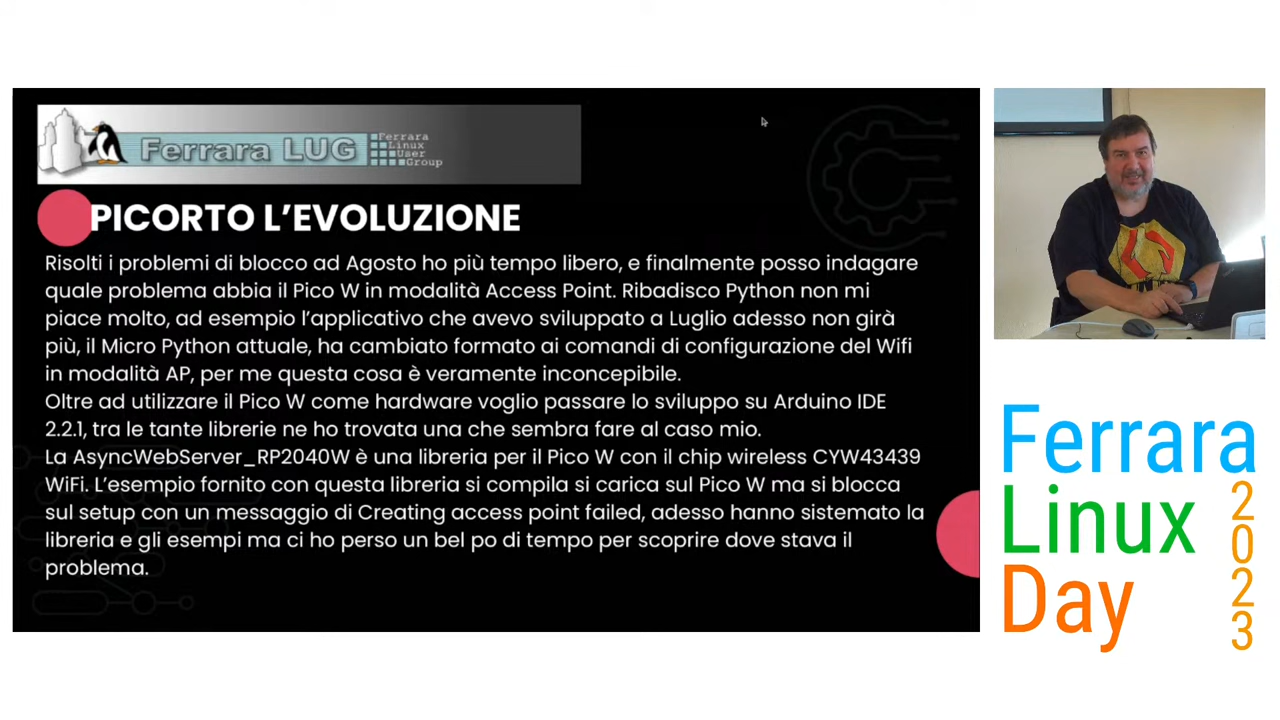 Ferrara LUG
Ferrara
Linux
User
Group
PICORTO L'EVOLUZIONE
Risolti i problemi di blocco ad Agosto ho più tempo libero, e finalmente posso indagare
quale problema abbia il Pico W in modalità Access Point. Ribadisco Python non mi
piace molto, ad esempio l'applicativo che avevo sviluppato a Luglio adesso non girà
più, il Micro Python attuale, ha cambiato formato ai comandi di configurazione del Wifi
in modalità AP, per me questa cosa è veramente inconcepibile.
Oltre ad utilizzare il Pico W come hardware voglio passare lo sviluppo su Arduino IDE
2.2.1, tra le tante librerie ne ho trovata una che sembra fare al caso mio.
La AsyncWebServer_RP2040W è una libreria per il Pico W con il chip wireless CYW43439
WiFi. L'esempio fornito con questa libreria si compila si carica sul Pico W ma si blocca
sul setup con un messaggio di Creating access point failed, adesso hanno sistemato la
libreria e gli esempi ma ci ho perso un bel po di tempo per scoprire dove stava il
problema.
Ferrara
Linux
Day
2023